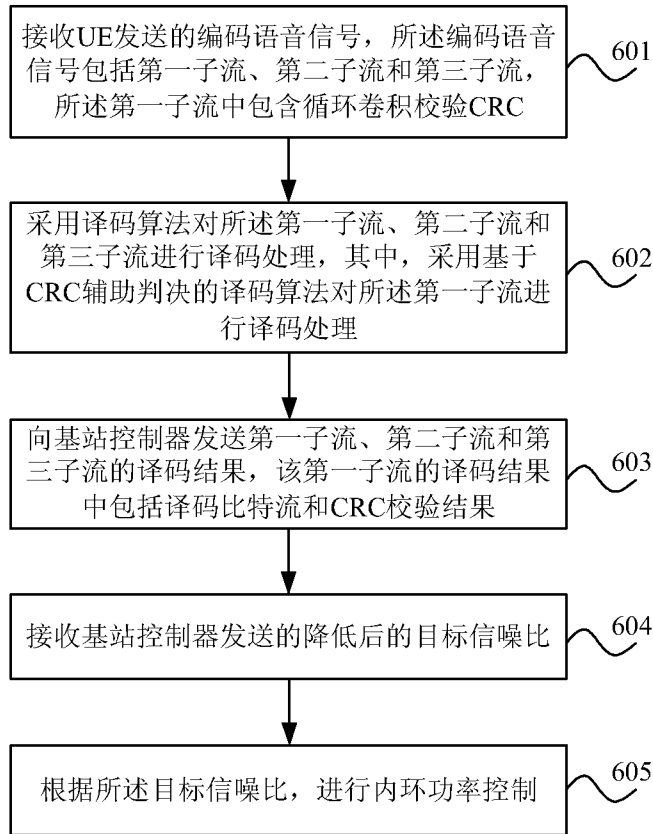 接收UE发送的编码语音信号，所述编码语音
信号包括第一子流、第二子流和第三子流，
所述第一子流中包含循环卷积校验CRC
601
采用译码算法对所述第一子流、第二子流和
第三子流进行译码处理，其中，采用基于
CRC辅助判决的译码算法对所述第一子流进
行译码处理
602
向基站控制器发送第一子流、第二子流和第
三子流的译码结果，该第一子流的译码结果
中包括译码比特流和CRC校验结果
603
接收基站控制器发送的降低后的目标信噪比
604
根据所述目标信噪比，进行内环功率控制
605